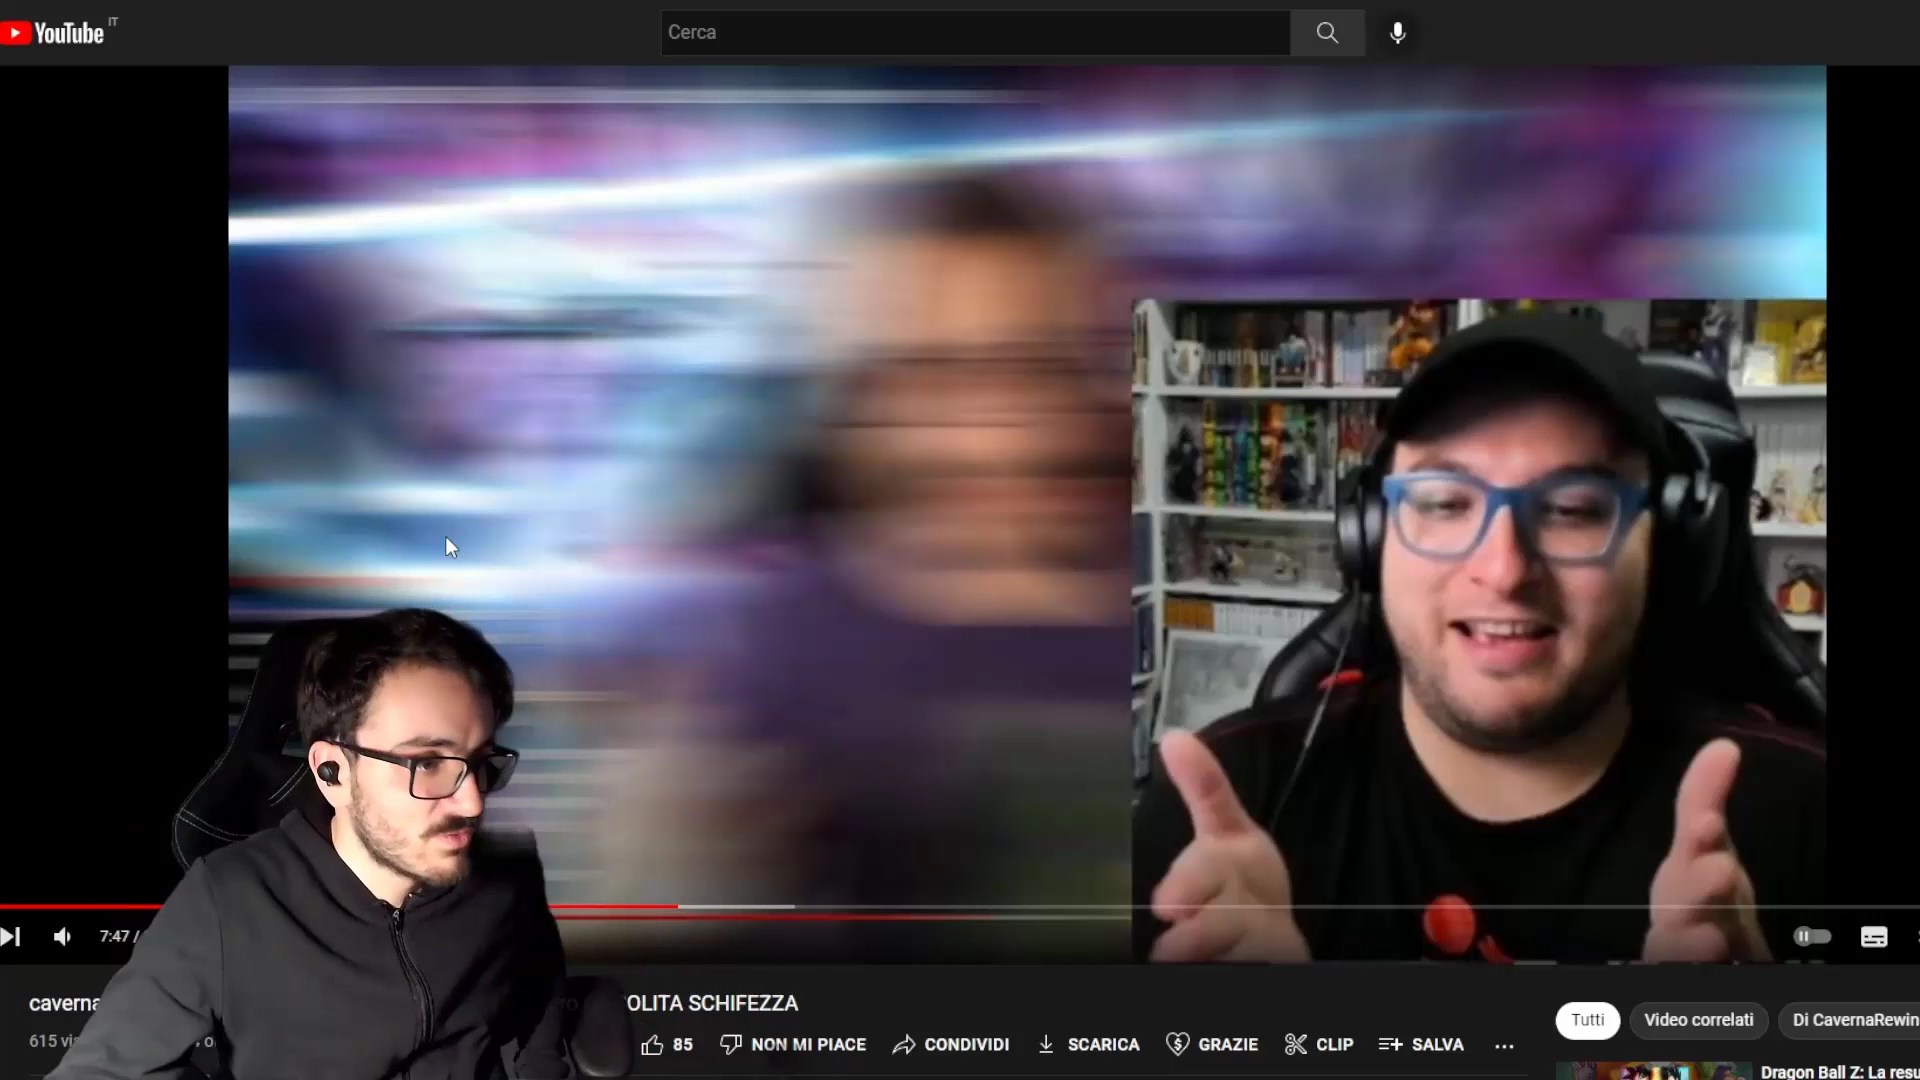 YouTube IT
Cerca
7:47 /
caverna
OLITA SCHIFEZZA
615 vi
85
NON MI PIACE
CONDIVIDI
SCARICA
GRAZIE
CLIP
SALVA
Tutti
Video correlati
Di CavernaRewin
Dragon Ball Z: La resu